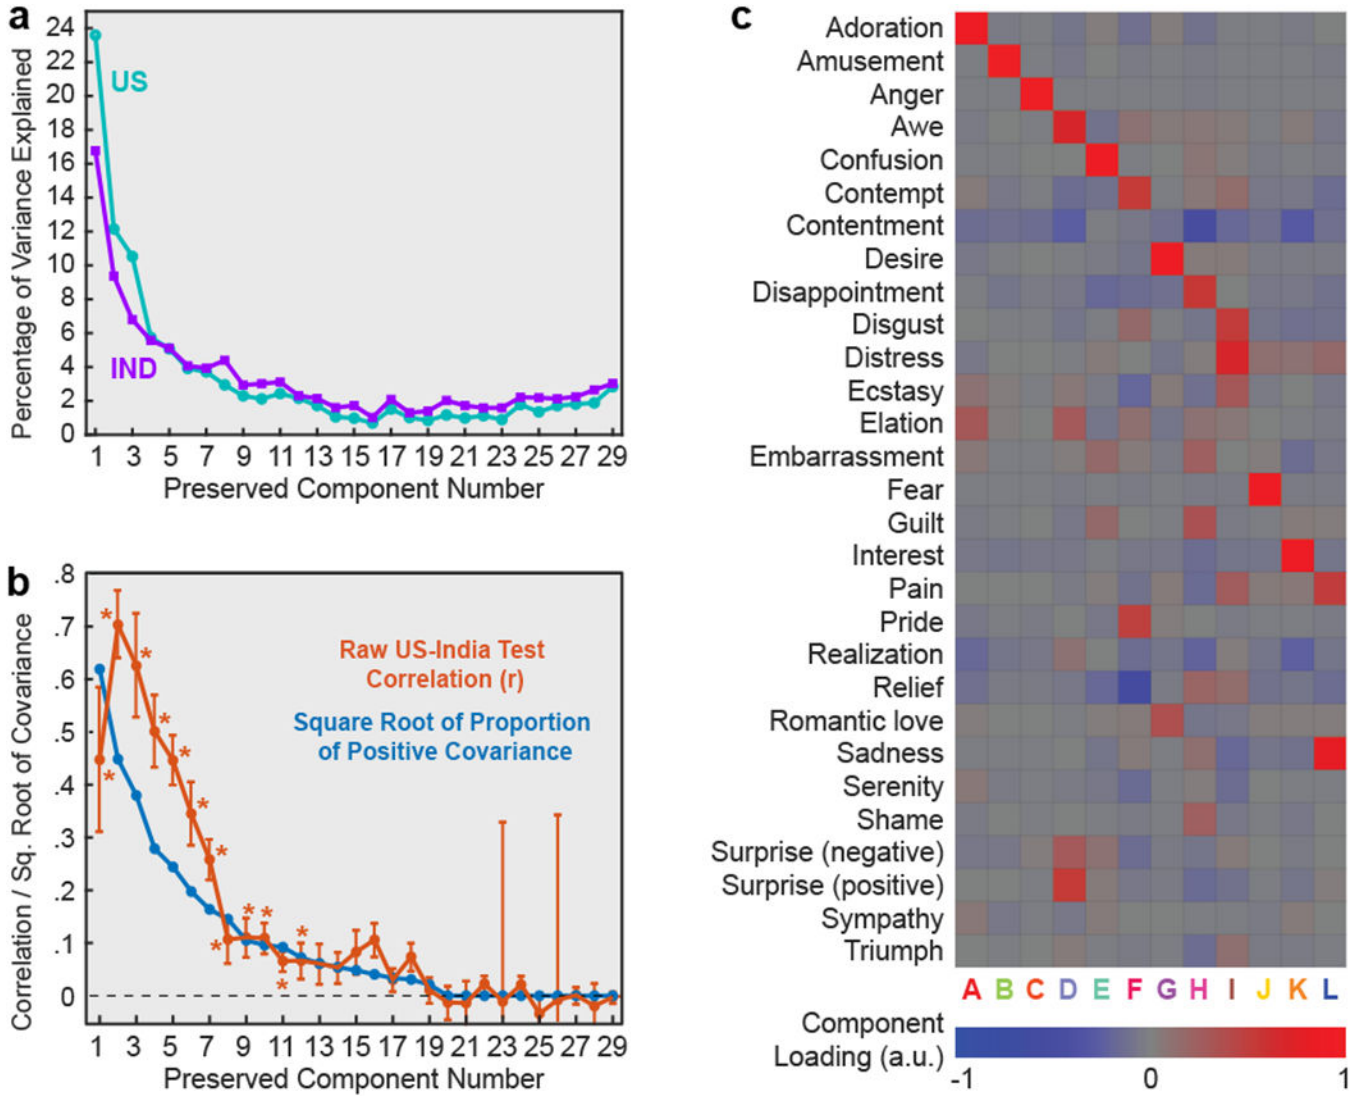 a
24
22
20
18
16
14
12
10
8
6
4
2
0
Percentage of Variance Explained
US
IND
1 3 5 7 9 11 13 15 17 19 21 23 25 27 29
Preserved Component Number
b
.8
.7
.6
.5
.4
.3
.2
.1
0
Correlation / Sq. Root of Covariance
Raw US-India Test
Correlation (r)
Square Root of Proportion
of Positive Covariance
* * * * * * * * * * * *
1 3 5 7 9 11 13 15 17 19 21 23 25 27 29
Preserved Component Number
c
Adoration
Amusement
Anger
Awe
Confusion
Contempt
Contentment
Desire
Disappointment
Disgust
Distress
Ecstasy
Elation
Embarrassment
Fear
Guilt
Interest
Pain
Pride
Realization
Relief
Romantic love
Sadness
Serenity
Shame
Surprise (negative)
Surprise (positive)
Sympathy
Triumph
A B C D E F G H I J K L
Component
Loading (a.u.)
-1 0 1